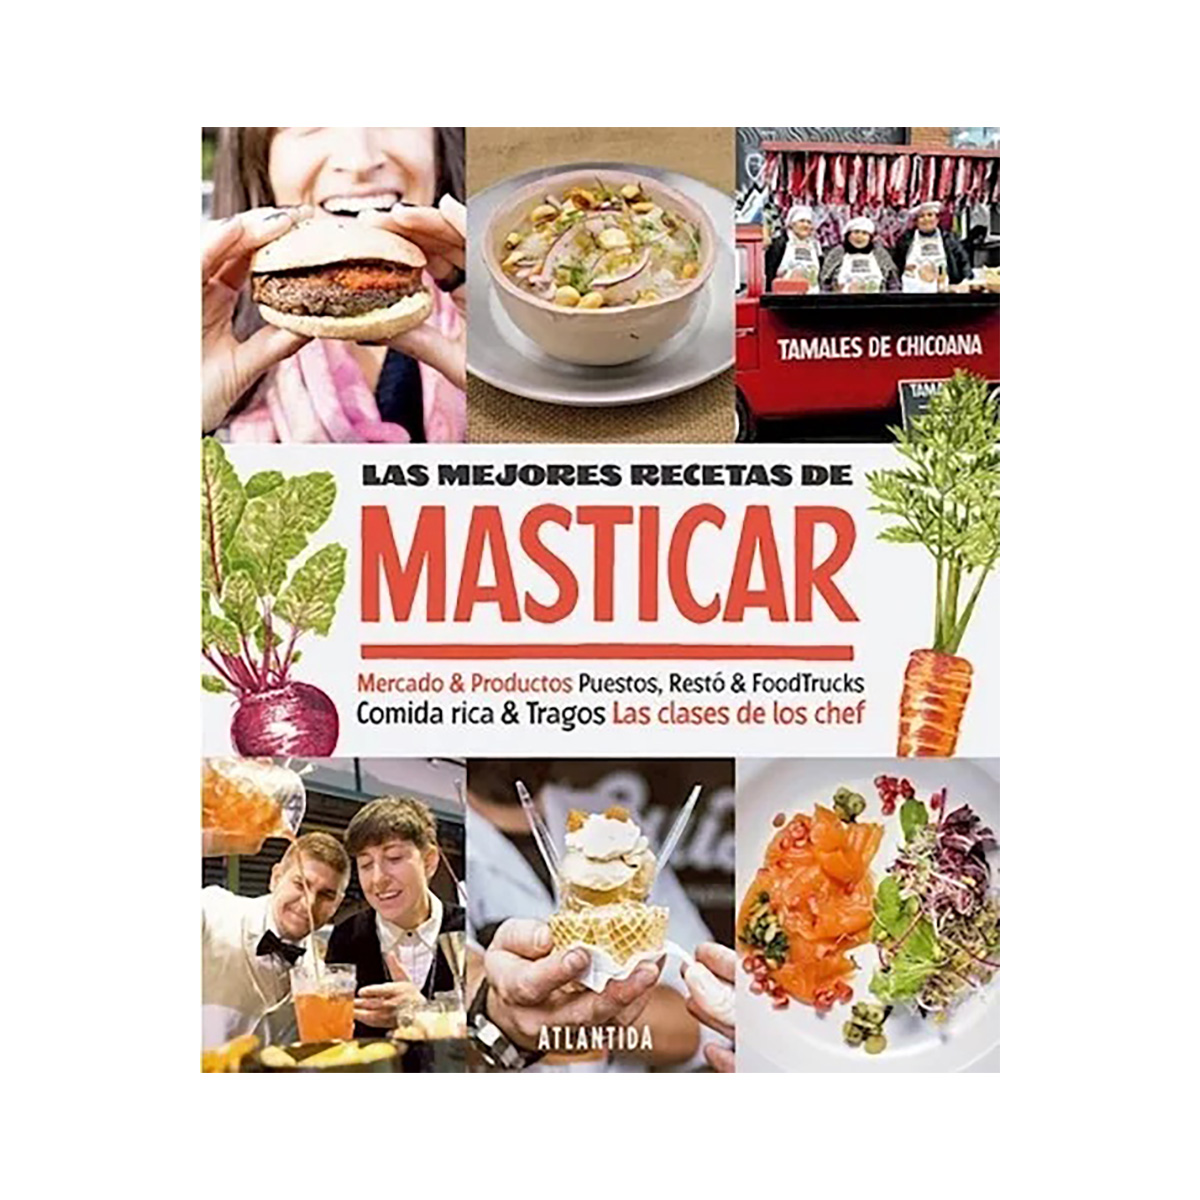 TAMALES DE CHICOANA
LAS MEJORES RECETAS DE
MASTICAR
Mercado & Productos Puestos, Restó & FoodTrucks
Comida rica & Tragos Las clases de los chef
ATLANTIDA